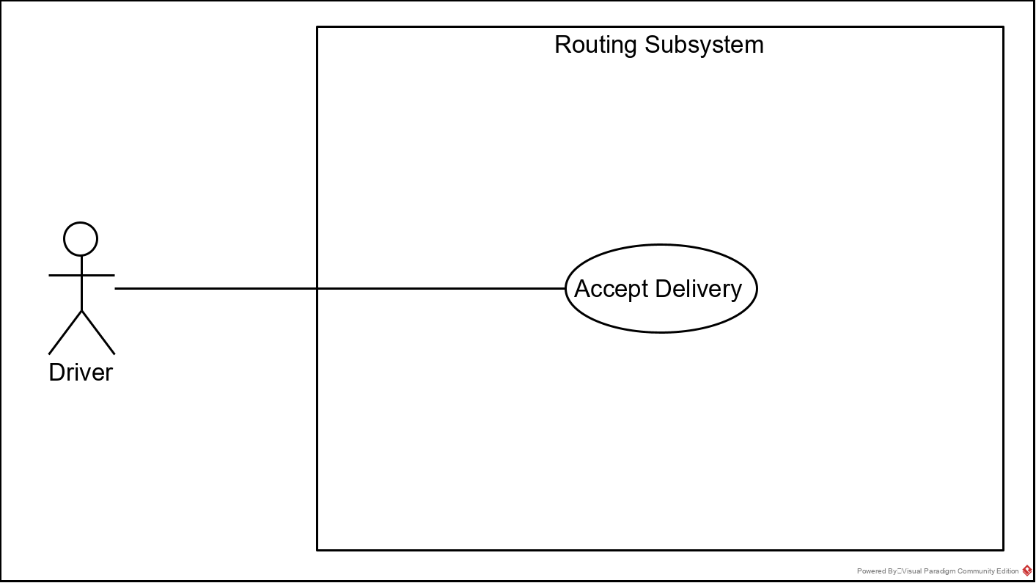 Routing Subsystem
Accept Delivery
Driver
Powered By Visual Paradigm Community Edition